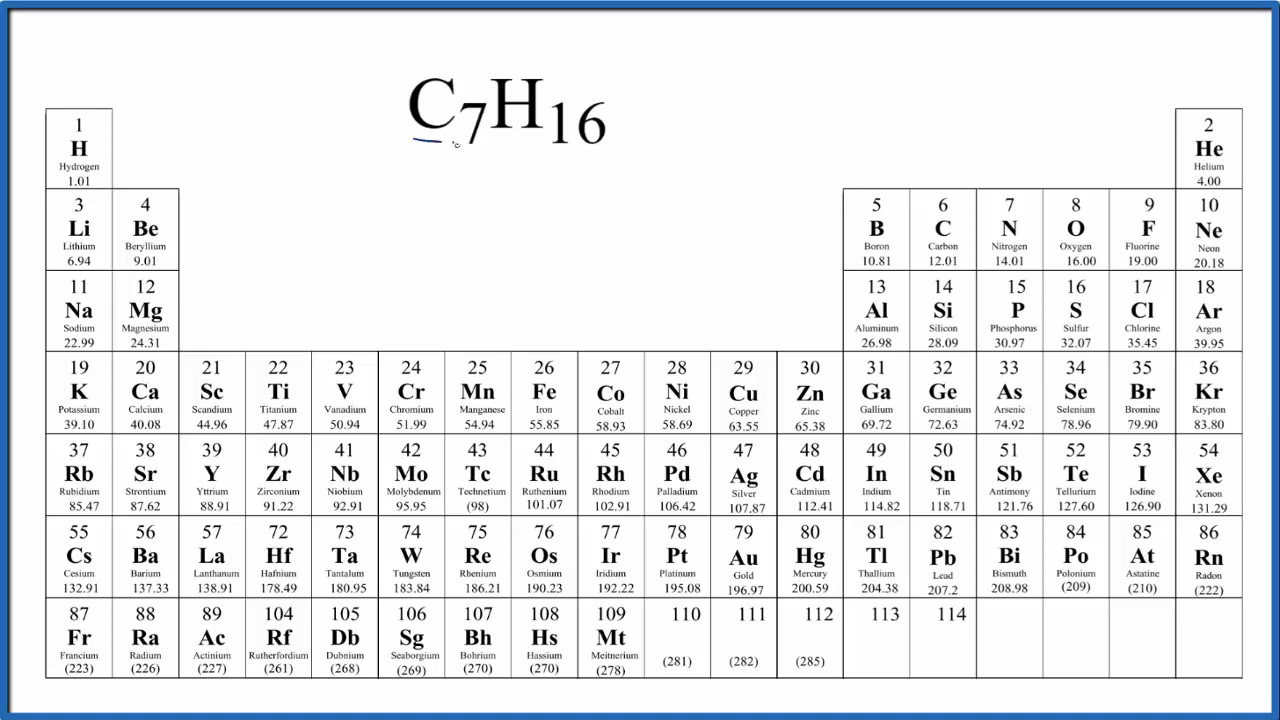 C7H16
1 2
H He
Hydrogen Helium
1.01 4.00
3 4 5 6 7 8 9 10
Li Be B C N O F Ne
Lithium Beryllium Boron Carbon Nitrogen Oxygen Fluorine Neon
6.94 9.01 10.81 12.01 14.01 16.00 19.00 20.18
11 12 13 14 15 16 17 18
Na Mg Al Si P S Cl Ar
Sodium Magnesium Aluminum Silicon Phosphorus Sulfur Chlorine Argon
22.99 24.31 26.98 28.09 30.97 32.07 35.45 39.95
19 20 21 22 23 24 25 26 27 28 29 30 31 32 33 34 35 36
K Ca Sc Ti V Cr Mn Fe Co Ni Cu Zn Ga Ge As Se Br Kr
Potassium Calcium Scandium Titanium Vanadium Chromium Manganese Iron Cobalt Nickel Copper Zinc Gallium Germanium Arsenic Selenium Bromine Krypton
39.10 40.08 44.96 47.87 50.94 51.99 54.94 55.85 58.93 58.69 63.55 65.38 69.72 72.63 74.92 78.96 79.90 83.80
37 38 39 40 41 42 43 44 45 46 47 48 49 50 51 52 53 54
Rb Sr Y Zr Nb Mo Tc Ru Rh Pd Ag Cd In Sn Sb Te I Xe
Rubidium Strontium Yttrium Zirconium Niobium Molybdenum Technetium Ruthenium Rhodium Palladium Silver Cadmium Indium Tin Antimony Tellurium Iodine Xenon
85.47 87.62 88.91 91.22 92.91 95.95 (98) 101.07 102.91 106.42 107.87 112.41 114.82 118.71 121.76 127.60 126.90 131.29
55 56 57 72 73 74 75 76 77 78 79 80 81 82 83 84 85 86
Cs Ba La Hf Ta W Re Os Ir Pt Au Hg Tl Pb Bi Po At Rn
Cesium Barium Lanthanum Hafnium Tantalum Tungsten Rhenium Osmium Iridium Platinum Gold Mercury Thallium Lead Bismuth Polonium Astatine Radon
132.91 137.33 138.91 178.49 180.95 183.84 186.21 190.23 192.22 195.08 196.97 200.59 204.38 207.2 208.98 (209) (210) (222)
87 88 89 104 105 106 107 108 109 110 111 112 113 114
Fr Ra Ac Rf Db Sg Bh Hs Mt
Francium Radium Actinium Rutherfordium Dubnium Seaborgium Bohrium Hassium Meitnerium
(223) (226) (227) (261) (268) (269) (270) (270) (278) (281) (282) (285)